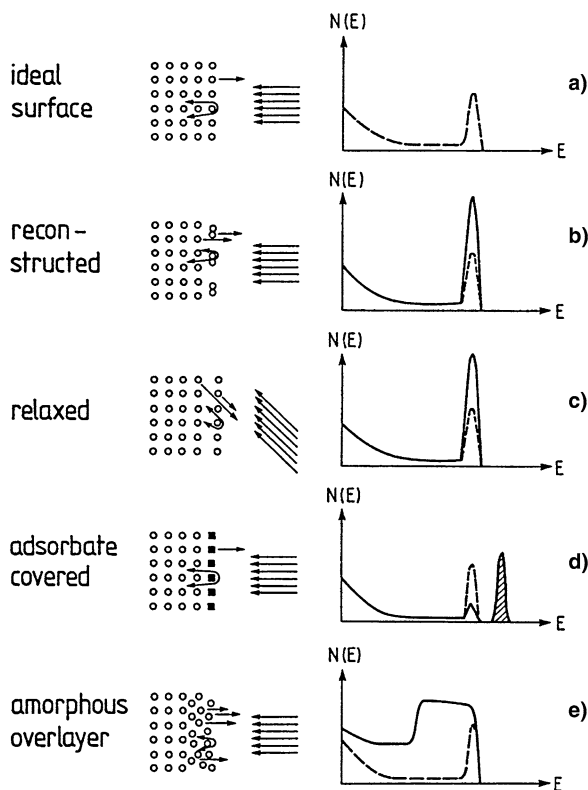 N(E)
ideal
surface
a)
E
N(E)
recon-
structed
b)
E
N(E)
relaxed
c)
E
N(E)
adsorbate
covered
d)
E
N(E)
amorphous
overlayer
e)
E